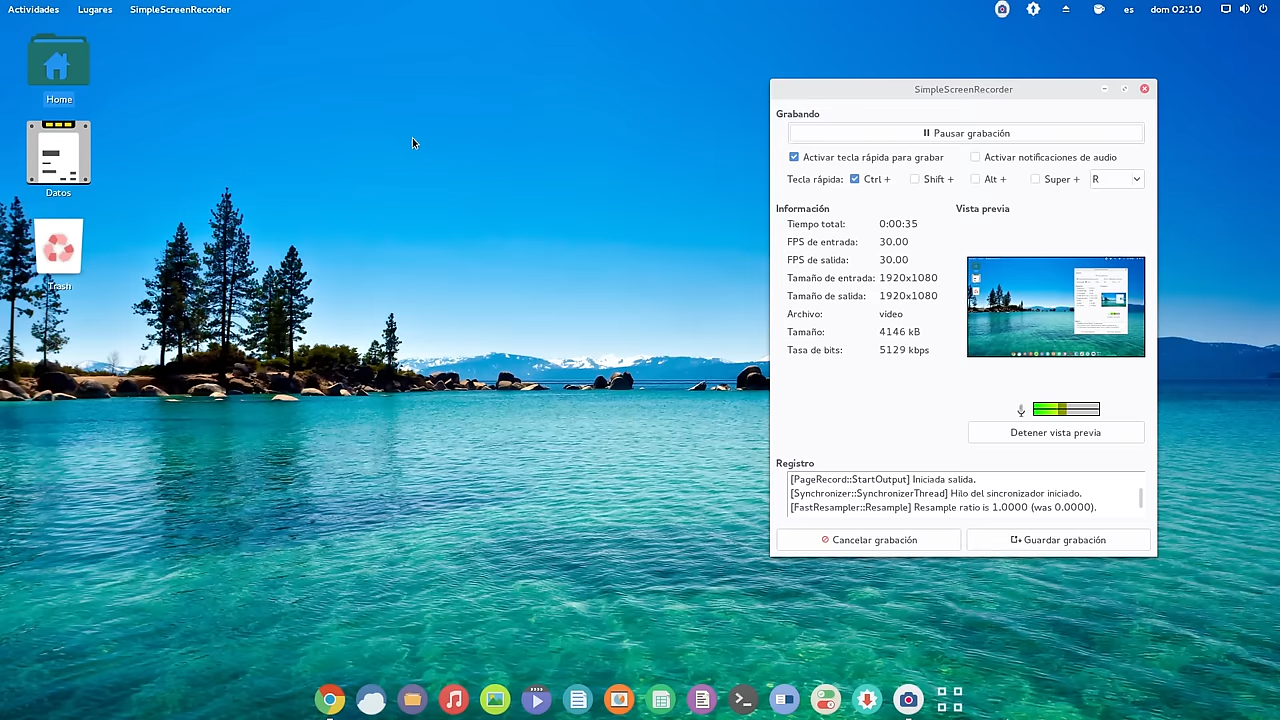 Actividades Lugares SimpleScreenRecorder es dom 02:10
Home
Datos
Trash
SimpleScreenRecorder
Grabando
Pausar grabación
Activar tecla rápida para grabar Activar notificaciones de audio
Tecla rápida: Ctrl + Shift + Alt + Super + R
Información Vista previa
Tiempo total: 0:00:35
FPS de entrada: 30.00
FPS de salida: 30.00
Tamaño de entrada: 1920x1080
Tamaño de salida: 1920x1080
Archivo: video
Tamaño: 4146 kB
Tasa de bits: 5129 kbps
Detener vista previa
Registro
[PageRecord::StartOutput] Iniciada salida.
[Synchronizer::SynchronizerThread] Hilo del sincronizador iniciado.
[FastResampler::Resample] Resample ratio is 1.0000 (was 0.0000).
Cancelar grabación Guardar grabación